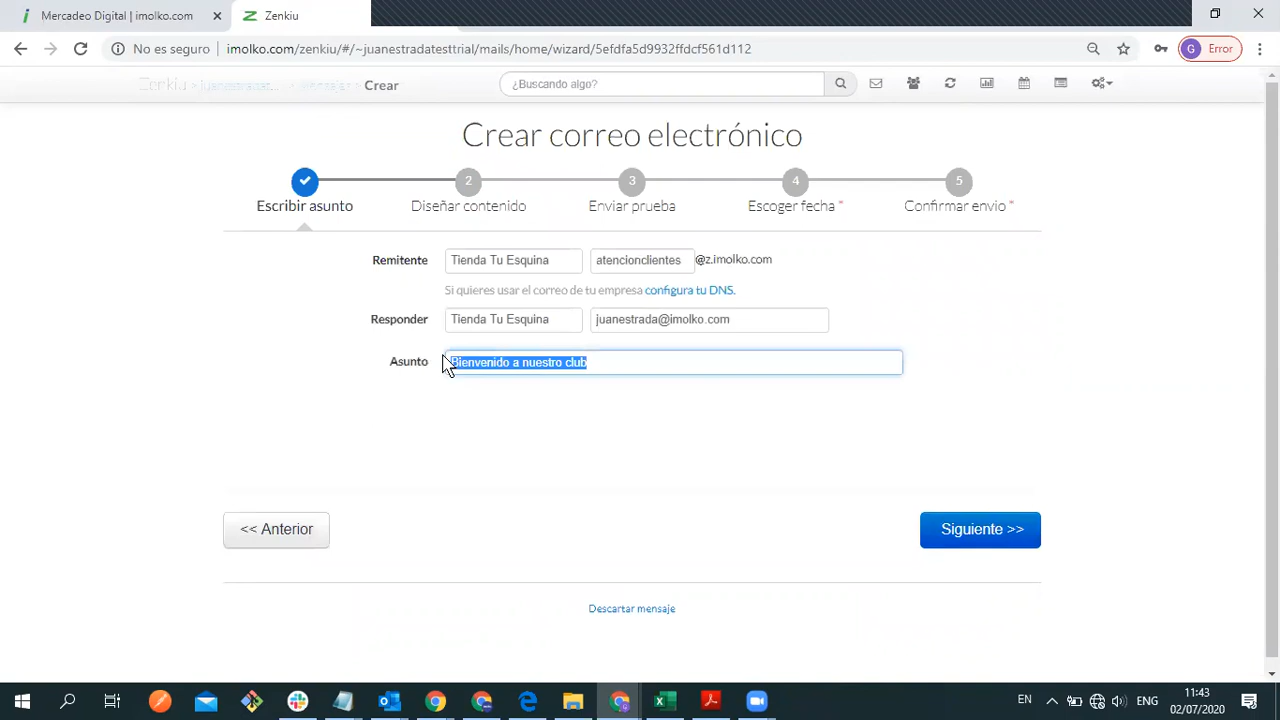 Mercadeo Digital | imolko.com
Zenkiu
No es seguro
imolko.com/zenkiu/#/~juanestradatesttrial/mails/home/wizard/5efdfa5d9932ffdcf561d112
G Error
Zenkiu
Crear
¿Buscando algo?
Crear correo electrónico
2 3 4 5
Escribir asunto
Diseñar contenido
Enviar prueba
Escoger fecha *
Confirmar envio *
Remitente
Tienda Tu Esquina
atencionclientes
@z.imolko.com
Si quieres usar el correo de tu empresa configura tu DNS.
Responder
Tienda Tu Esquina
juanestrada@imolko.com
Asunto
Bienvenido a nuestro club
<< Anterior
Siguiente >>
Descartar mensaje
EN
ENG
11:43
02/07/2020